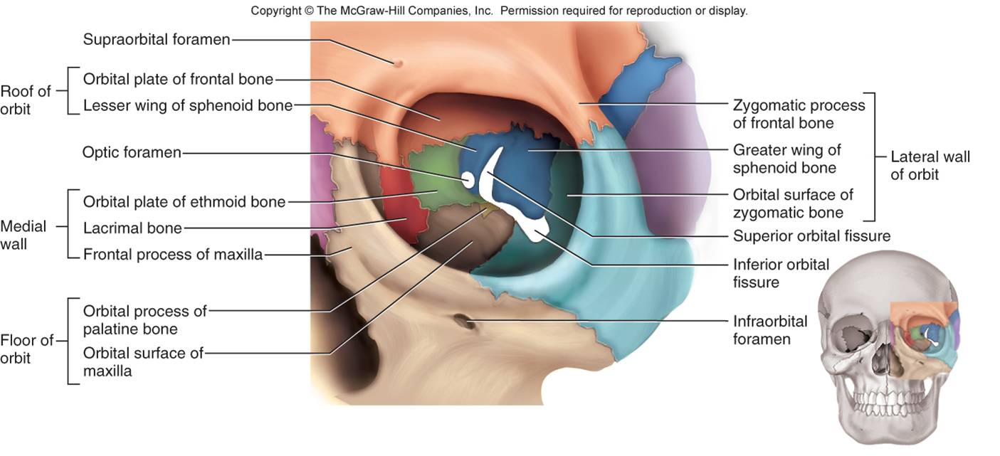 Copyright © The McGraw-Hill Companies, Inc. Permission required for reproduction or display.
Supraorbital foramen
Roof of
orbit
Orbital plate of frontal bone
Lesser wing of sphenoid bone
Optic foramen
Medial
wall
Orbital plate of ethmoid bone
Lacrimal bone
Frontal process of maxilla
Floor of
orbit
Orbital process of
palatine bone
Orbital surface of
maxilla
Zygomatic process
of frontal bone
Greater wing of
sphenoid bone
Orbital surface of
zygomatic bone
Lateral wall
of orbit
Superior orbital fissure
Inferior orbital
fissure
Infraorbital
foramen